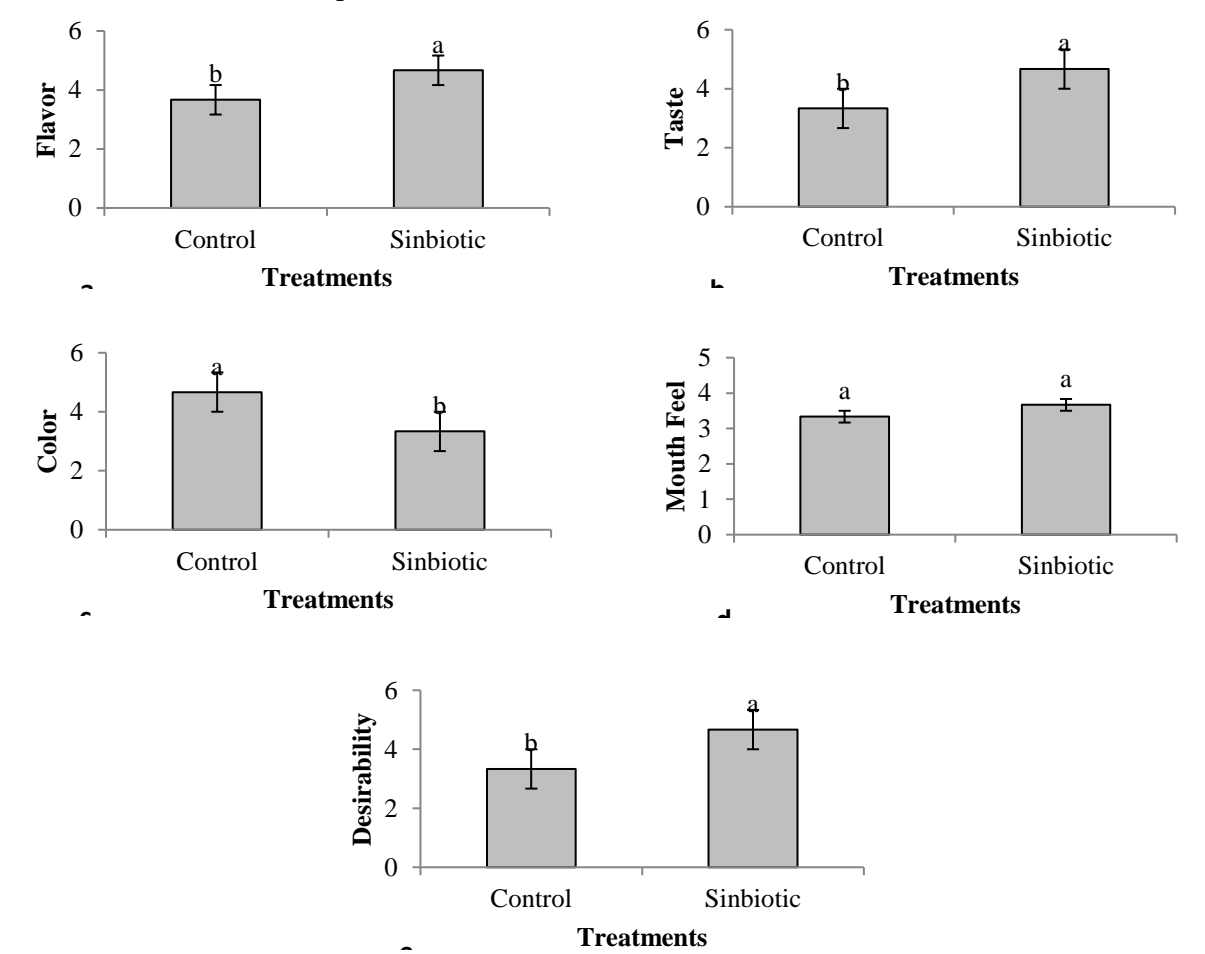 6
4
2
0
Flavor
b
a
Control Sinbiotic
Treatments
6
4
2
0
Taste
b
a
Control Sinbiotic
Treatments
6
4
2
0
Color
a
b
Control Sinbiotic
Treatments
5
4
3
2
1
0
Mouth Feel
a
a
Control Sinbiotic
Treatments
6
4
2
0
Desirability
b
a
Control Sinbiotic
Treatments